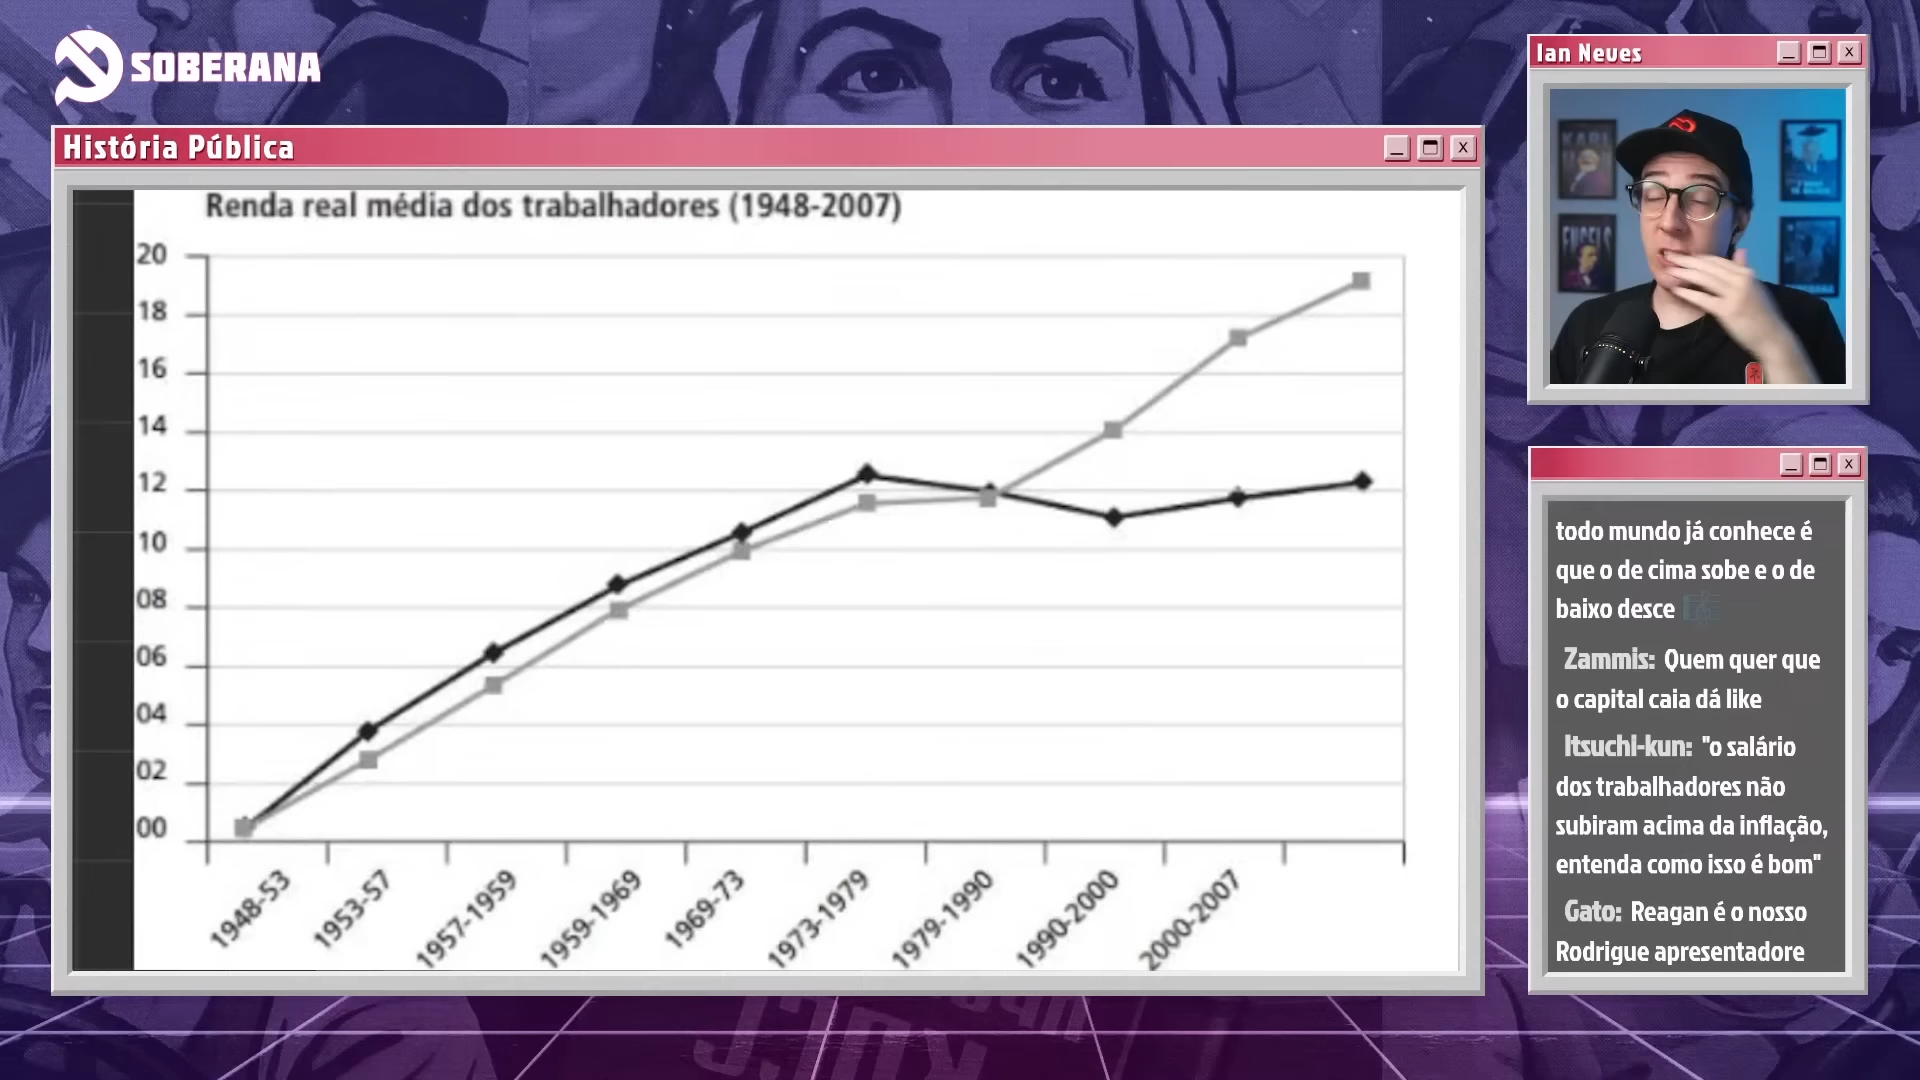 SOBERANA
História Pública
Renda real média dos trabalhadores (1948-2007)
20
18
16
14
12
10
08
06
04
02
00
1948-53
1953-57
1957-1959
1959-1969
1969-73
1973-1979
1979-1990
1990-2000
2000-2007
Ian Neves
KARL
ENGELS
todo mundo já conhece é
que o de cima sobe e o de
baixo desce
Zammis: Quem quer que
o capital caia dá like
Itsuchi-kun: "o salário
dos trabalhadores não
subiram acima da inflação,
entenda como isso é bom"
Gato: Reagan é o nosso
Rodrigue apresentadore